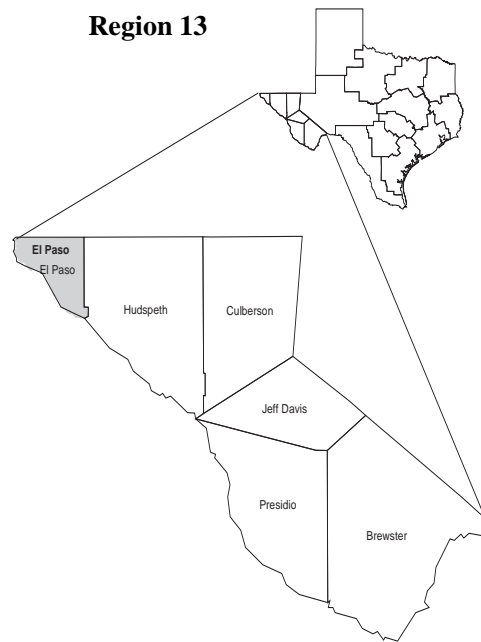 Region 13
El Paso
El Paso
Hudspeth
Culberson
Jeff Davis
Presidio
Brewster